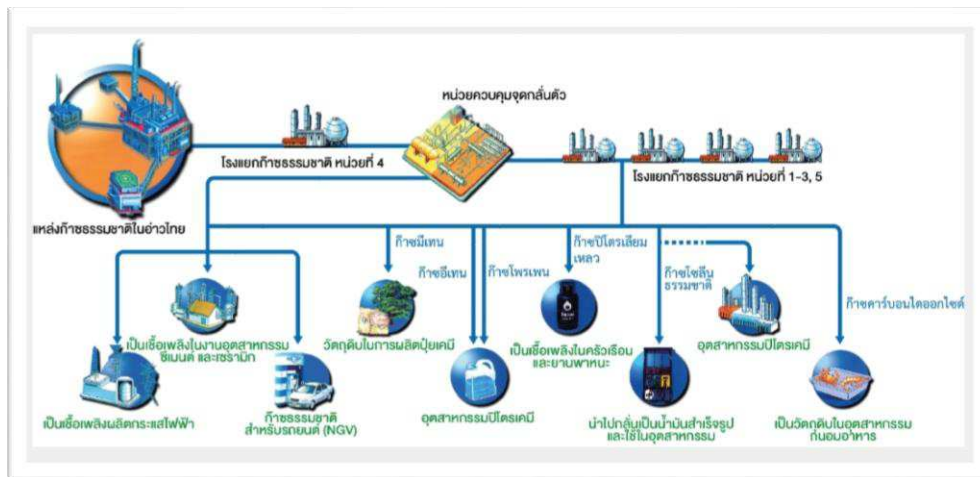 หน่วยควบคุมจุดกลั่นตัว
โรงแยกก๊าซธรรมชาติ หน่วยที่ 4
โรงแยกก๊าซธรรมชาติ หน่วยที่ 1-3, 5
แหล่งก๊าซธรรมชาติในอ่าวไทย
ก๊าซมีเทน
ก๊าซอีเทน
ก๊าซโพรเพน
ก๊าซปิโตรเลียม
เหลว
ก๊าซโซลีน
ธรรมชาติ
ก๊าซคาร์บอนไดออกไซด์
เป็นเชื้อเพลิงในงานอุตสาหกรรม
ซีเมนต์ และเซรามิก
วัตถุดิบในการผลิตปุ๋ยเคมี
เป็นเชื้อเพลิงในครัวเรือน
และยานพาหนะ
อุตสาหกรรมปิโตรเคมี
เป็นเชื้อเพลิงผลิตกระแสไฟฟ้า
ก๊าซธรรมชาติ
สำหรับรถยนต์ (NGV)
อุตสาหกรรมปิโตรเคมี
นำไปกลั่นเป็นน้ำมันสำเร็จรูป
และใช้ในอุตสาหกรรม
เป็นวัตถุดิบในอุตสาหกรรม
ถนอมอาหาร